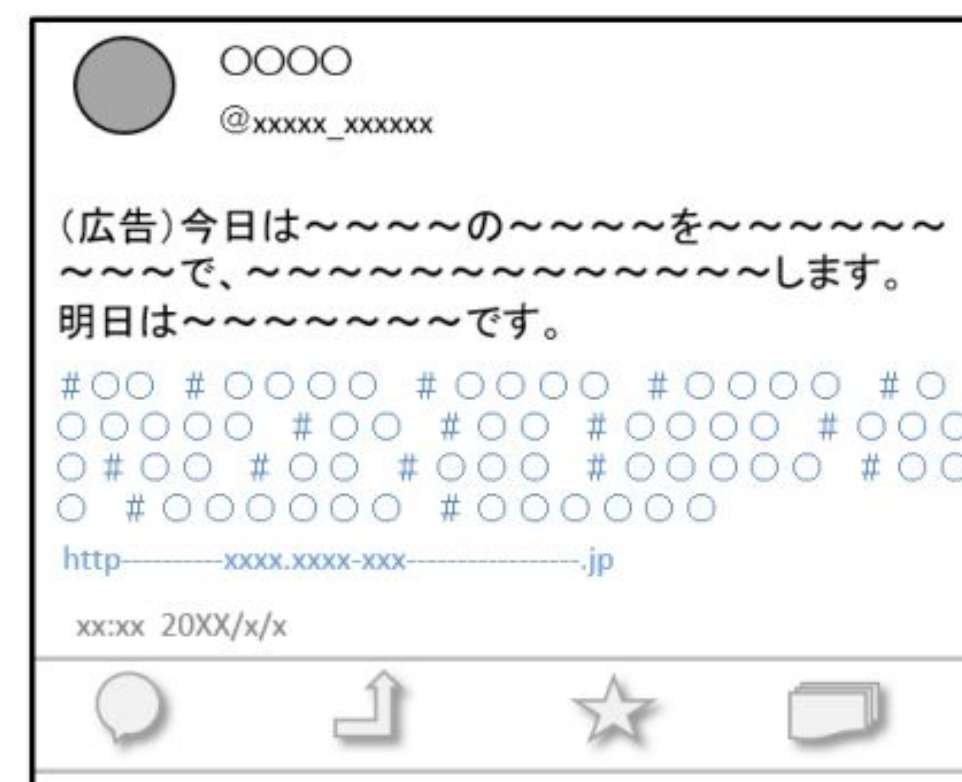 〇〇〇〇
@xxxxx_xxxxxx
（広告）今日は～～～～の～～～～を～～～～～～
～～～で、～～～～～～～～～～～～～～します。
明日は～～～～～～～です。
#〇〇 #〇〇〇〇 #〇〇〇〇 #〇〇〇〇 #〇
〇〇〇〇〇 #〇〇 #〇〇 #〇〇〇〇 #〇〇〇
〇#〇〇 #〇〇 #〇〇〇 #〇〇〇〇〇 #〇〇
〇 #〇〇〇〇〇〇 #〇〇〇〇〇〇
http-----------xxxx.xxxx-xxx------------------.jp
xx:xx 20XX/x/x